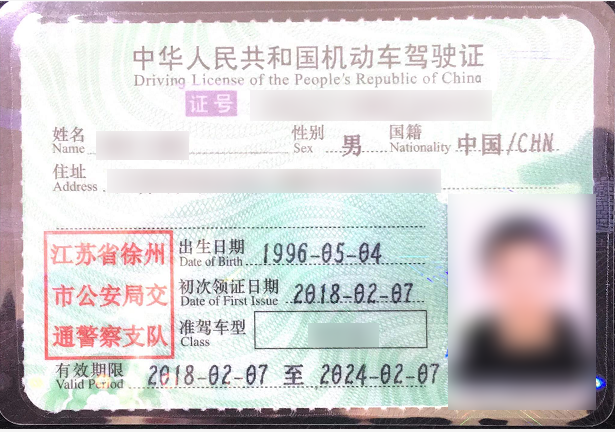 中华人民共和国机动车驾驶证
Driving License of the People's Republic of China
证号
姓名 性别 男 国籍 中国/CHN
Name Sex Nationality
住址
Address
江苏省徐州
市公安局交
通警察支队
出生日期 1996-05-04
Date of Birth
初次领证日期 2018-02-07
Date of First Issue
准驾车型
Class
有效期限 2018-02-07 至 2024-02-07
Valid Period